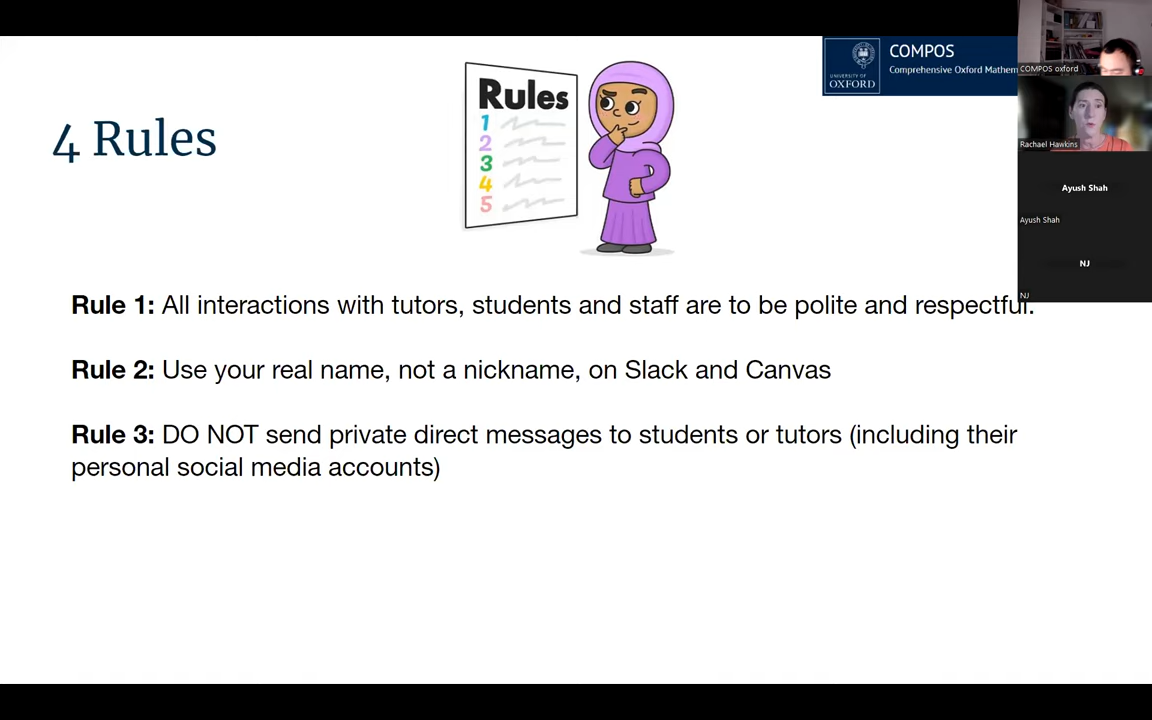 COMPOS
Comprehensive Oxford Mathem
UNIVERSITY OF
OXFORD
COMPOS oxford
Rachael Hawkins
Ayush Shah
Ayush Shah
NJ
NJ
4 Rules
Rules
1
2
3
4
5
Rule 1: All interactions with tutors, students and staff are to be polite and respectful.
Rule 2: Use your real name, not a nickname, on Slack and Canvas
Rule 3: DO NOT send private direct messages to students or tutors (including their
personal social media accounts)